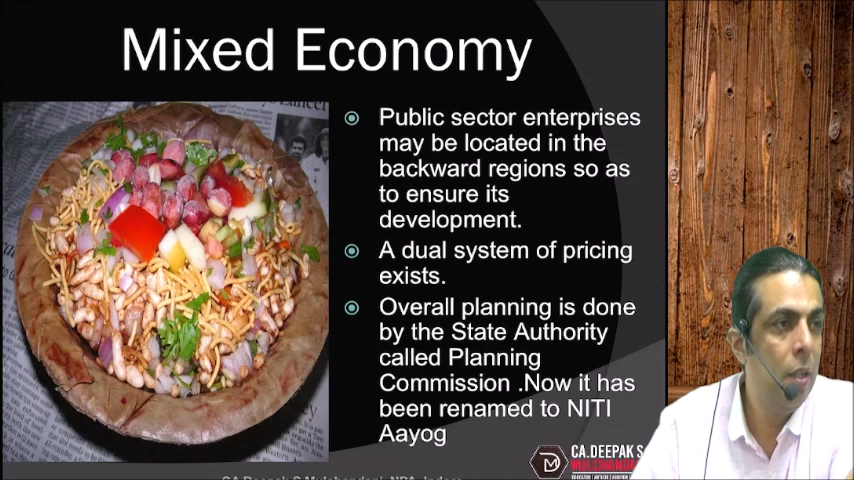 Mixed Economy
Public sector enterprises
may be located in the
backward regions so as
to ensure its
development.
A dual system of pricing
exists.
Overall planning is done
by the State Authority
called Planning
Commission .Now it has
been renamed to NITI
Aayog
CA.DEEPAK S